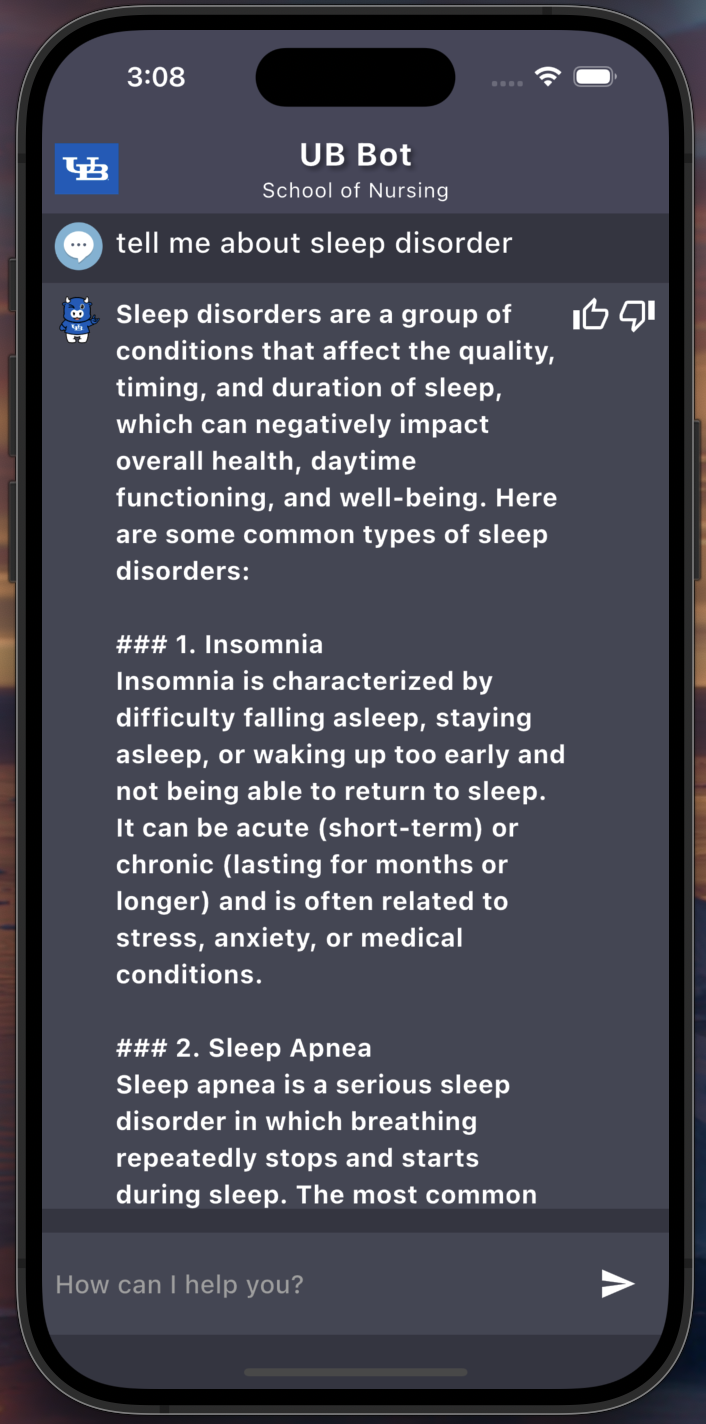 3:08
UB
UB Bot
School of Nursing
tell me about sleep disorder
Sleep disorders are a group of
conditions that affect the quality,
timing, and duration of sleep,
which can negatively impact
overall health, daytime
functioning, and well-being. Here
are some common types of sleep
disorders:
### 1. Insomnia
Insomnia is characterized by
difficulty falling asleep, staying
asleep, or waking up too early and
not being able to return to sleep.
It can be acute (short-term) or
chronic (lasting for months or
longer) and is often related to
stress, anxiety, or medical
conditions.
### 2. Sleep Apnea
Sleep apnea is a serious sleep
disorder in which breathing
repeatedly stops and starts
during sleep. The most common
How can I help you?